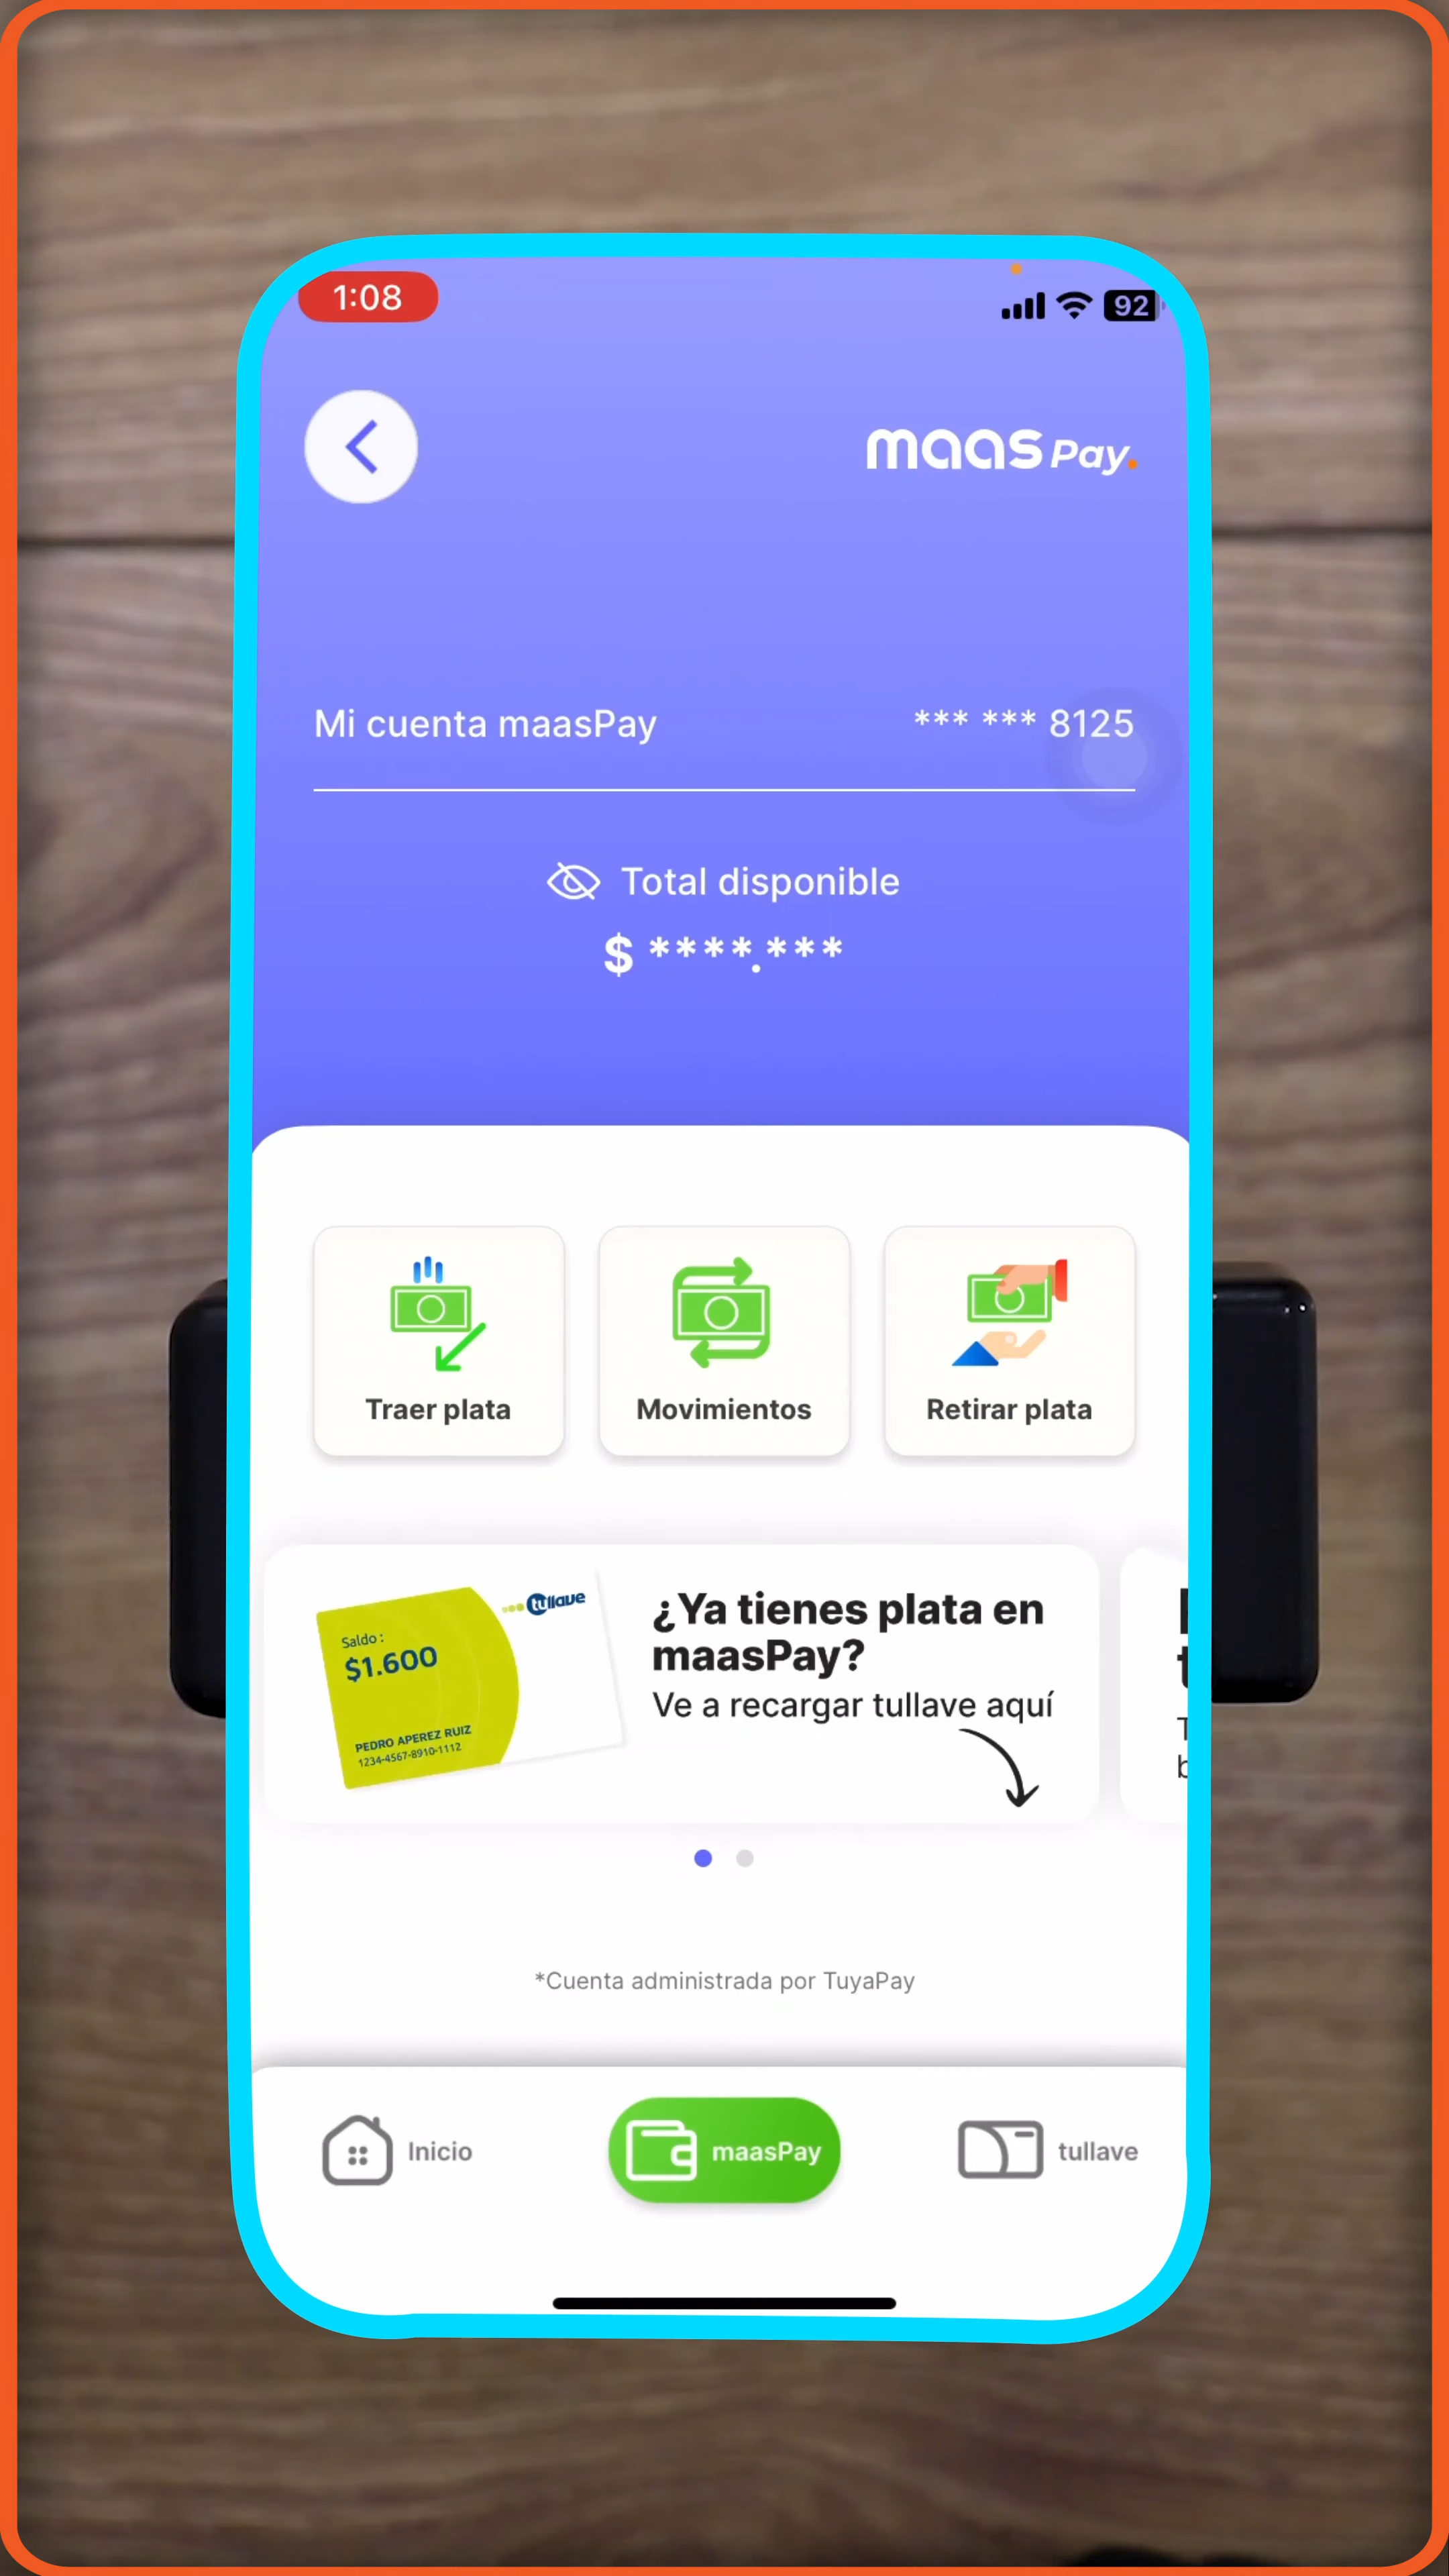 1:08
92
maas Pay.
Mi cuenta maasPay *** *** 8125
Total disponible
$ ****.***
Traer plata
Movimientos
Retirar plata
tullave
Saldo :
$1.600
PEDRO APEREZ RUIZ
1234-4567-8910-1112
¿Ya tienes plata en
maasPay?
Ve a recargar tullave aquí
*Cuenta administrada por TuyaPay
Inicio
maasPay
tullave